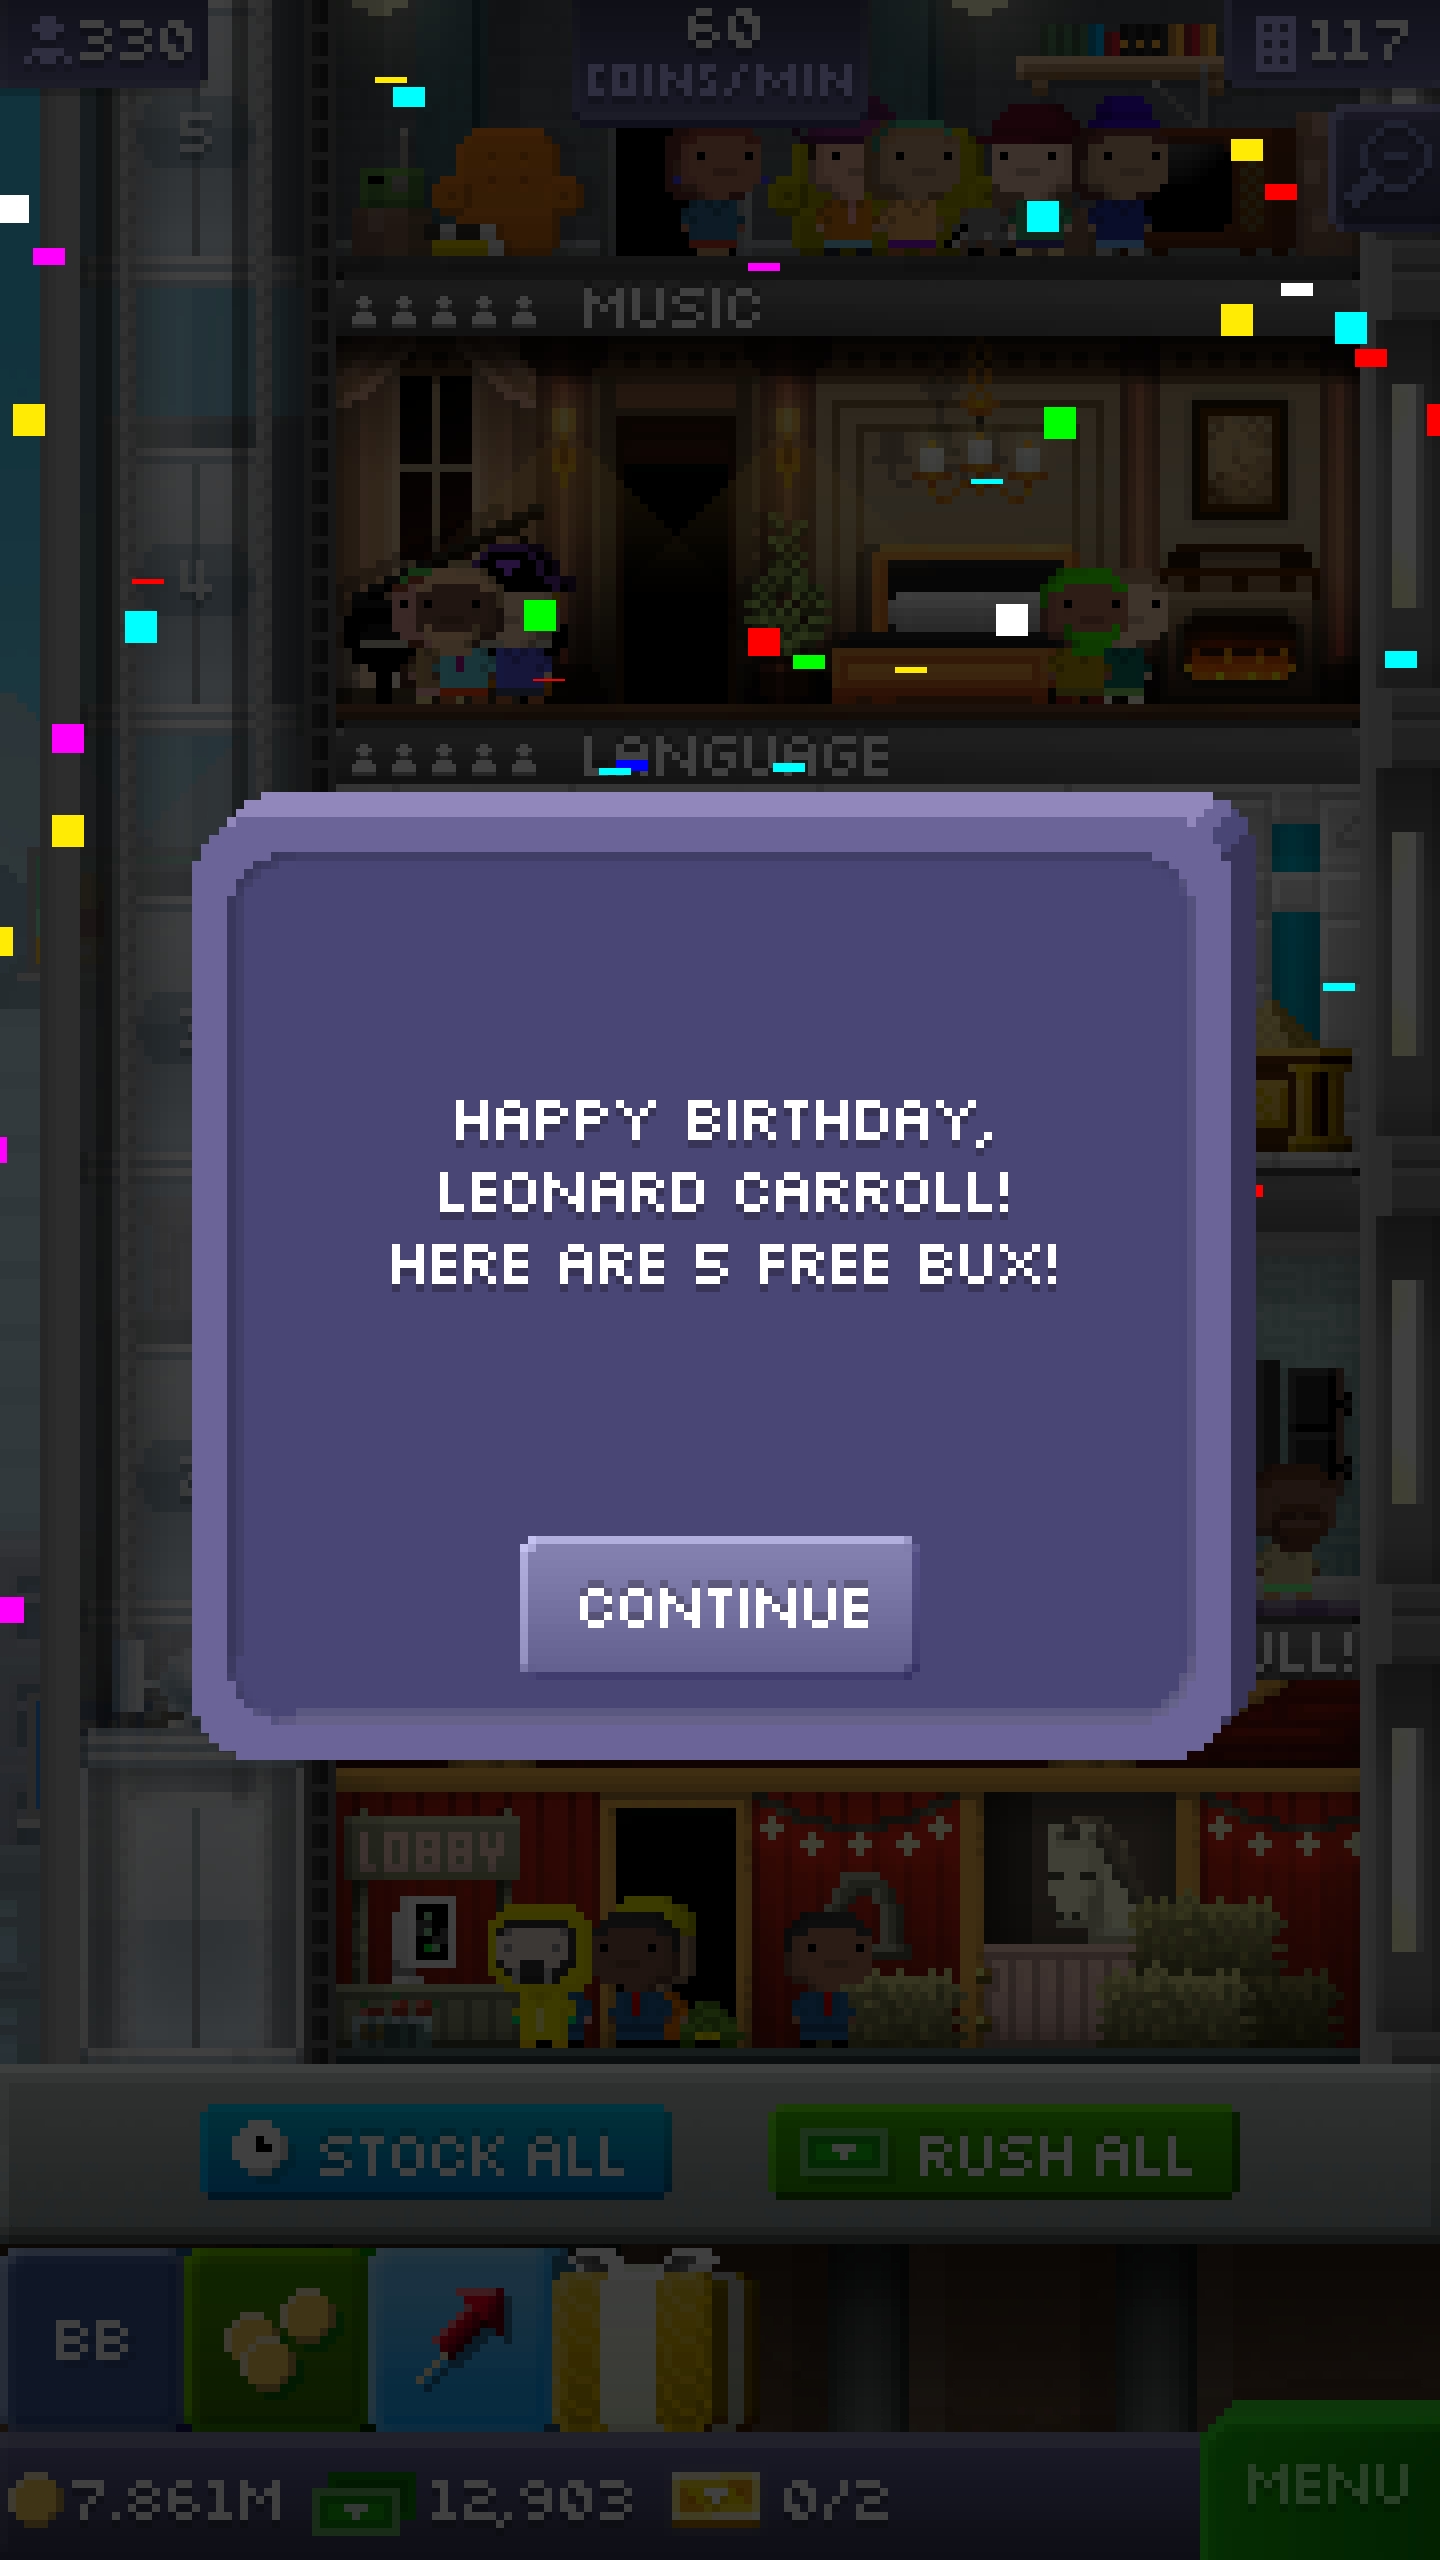 330
60
COINS/MIN
117
5
MUSIC
4
LANGUAGE
HAPPY BIRTHDAY,
LEONARD CARROLL!
HERE ARE 5 FREE BUX!
CONTINUE
LOBBY
STOCK ALL
RUSH ALL
BB
7.861M
12,903
0/2
MENU